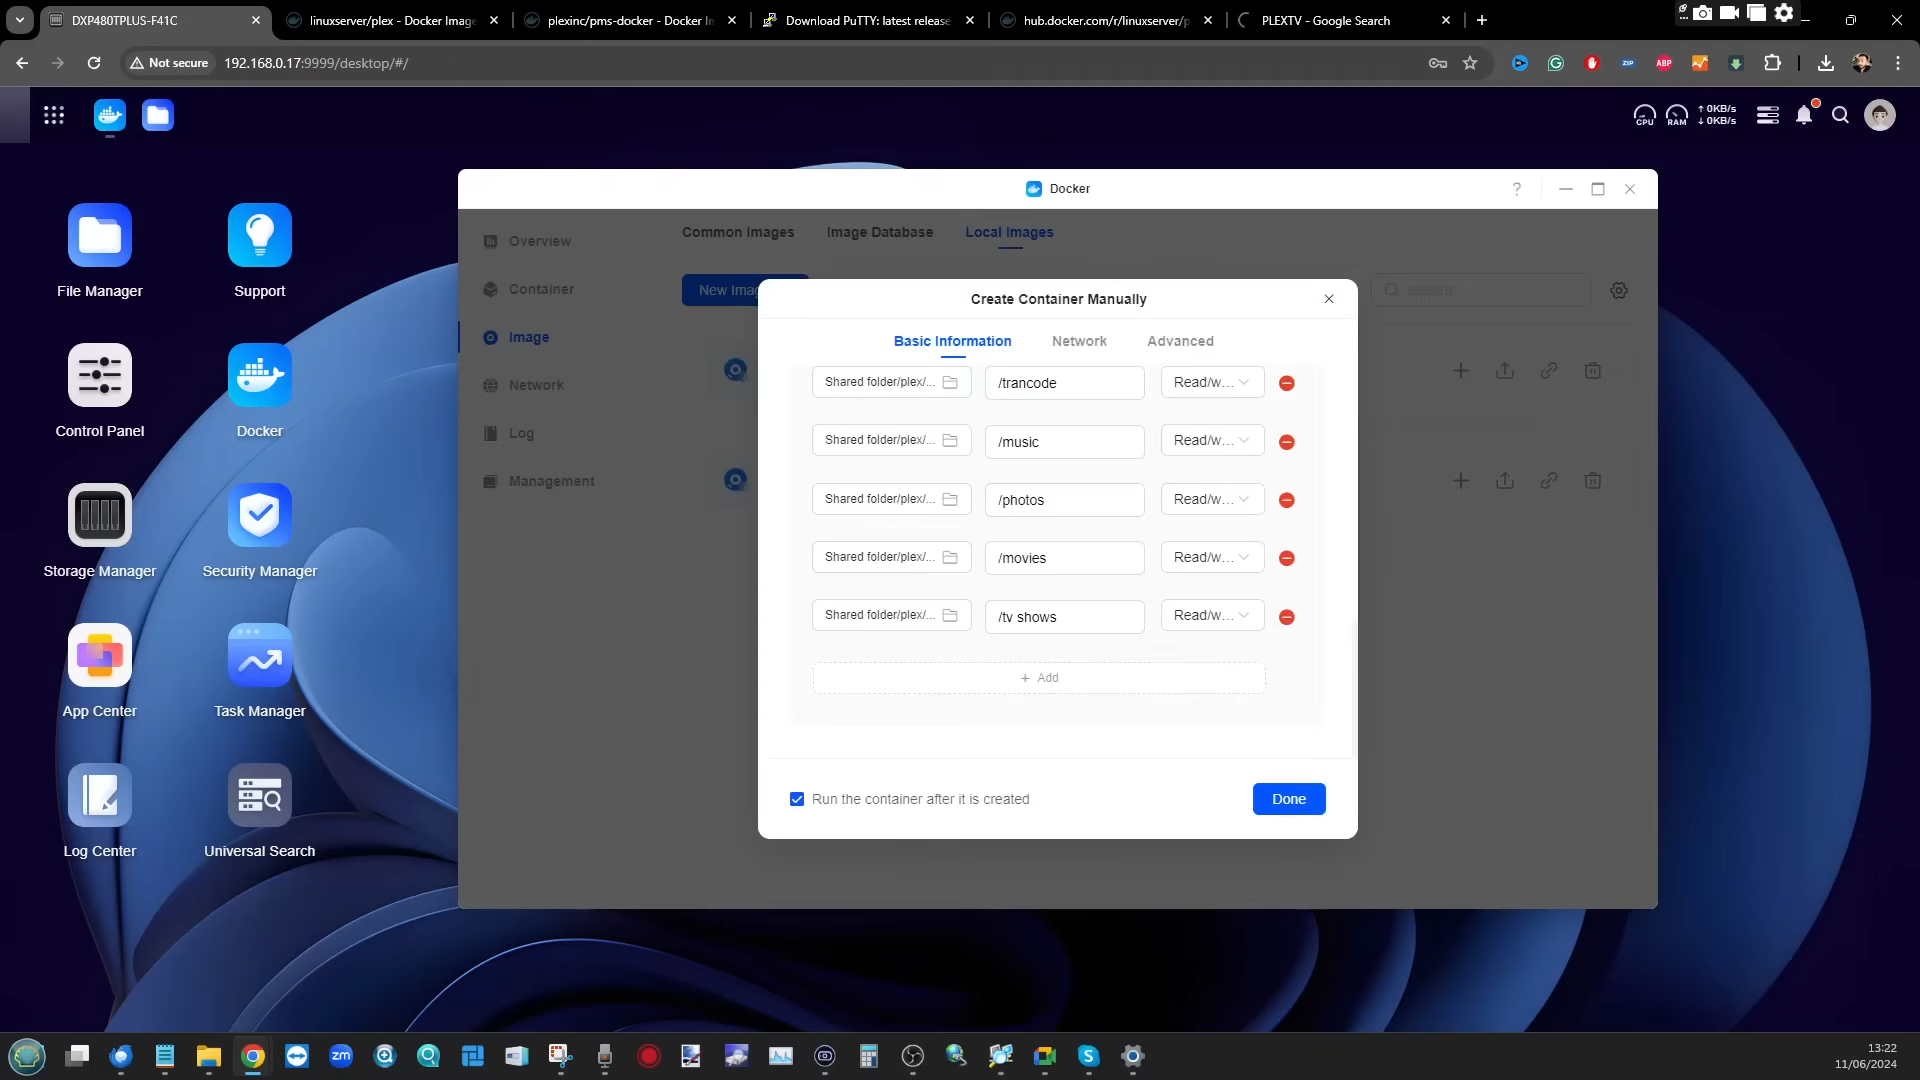 DXP480TPLUS-F41C
linuxserver/plex - Docker Image
plexinc/pms-docker - Docker
Download PuTTY: latest release
hub.docker.com/r/linuxserver/p
PLEXTV - Google Search
Not secure
192.168.0.17:9999/desktop/#/
ZIP
ABP
CPU
RAM
↑ 0KB/s
↓ 0KB/s
File Manager
Support
Control Panel
Docker
Storage Manager
Security Manager
App Center
Task Manager
Log Center
Universal Search
Docker
?
Overview
Container
Image
Network
Log
Management
Common Images
Image Database
Local Images
New Imag
Create Container Manually
Basic Information
Network
Advanced
Shared folder/plex/...
/trancode
Read/w...
Shared folder/plex/...
/music
Read/w...
Shared folder/plex/...
/photos
Read/w...
Shared folder/plex/...
/movies
Read/w...
Shared folder/plex/...
/tv shows
Read/w...
+ Add
Run the container after it is created
Done
zm
13:22
11/06/2024